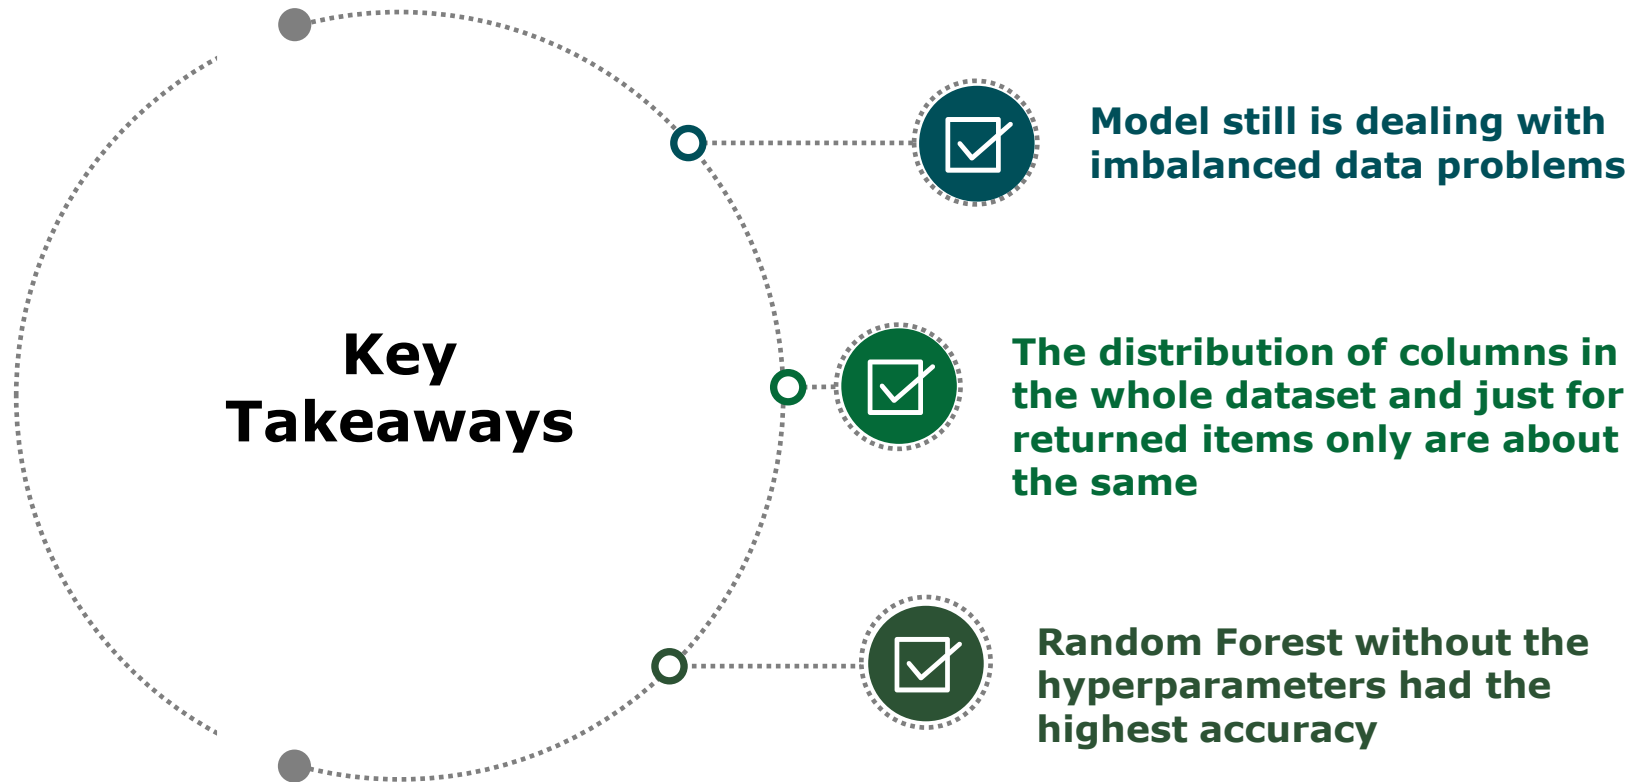 Key
Takeaways
Model still is dealing with
imbalanced data problems
The distribution of columns in
the whole dataset and just for
returned items only are about
the same
Random Forest without the
hyperparameters had the
highest accuracy